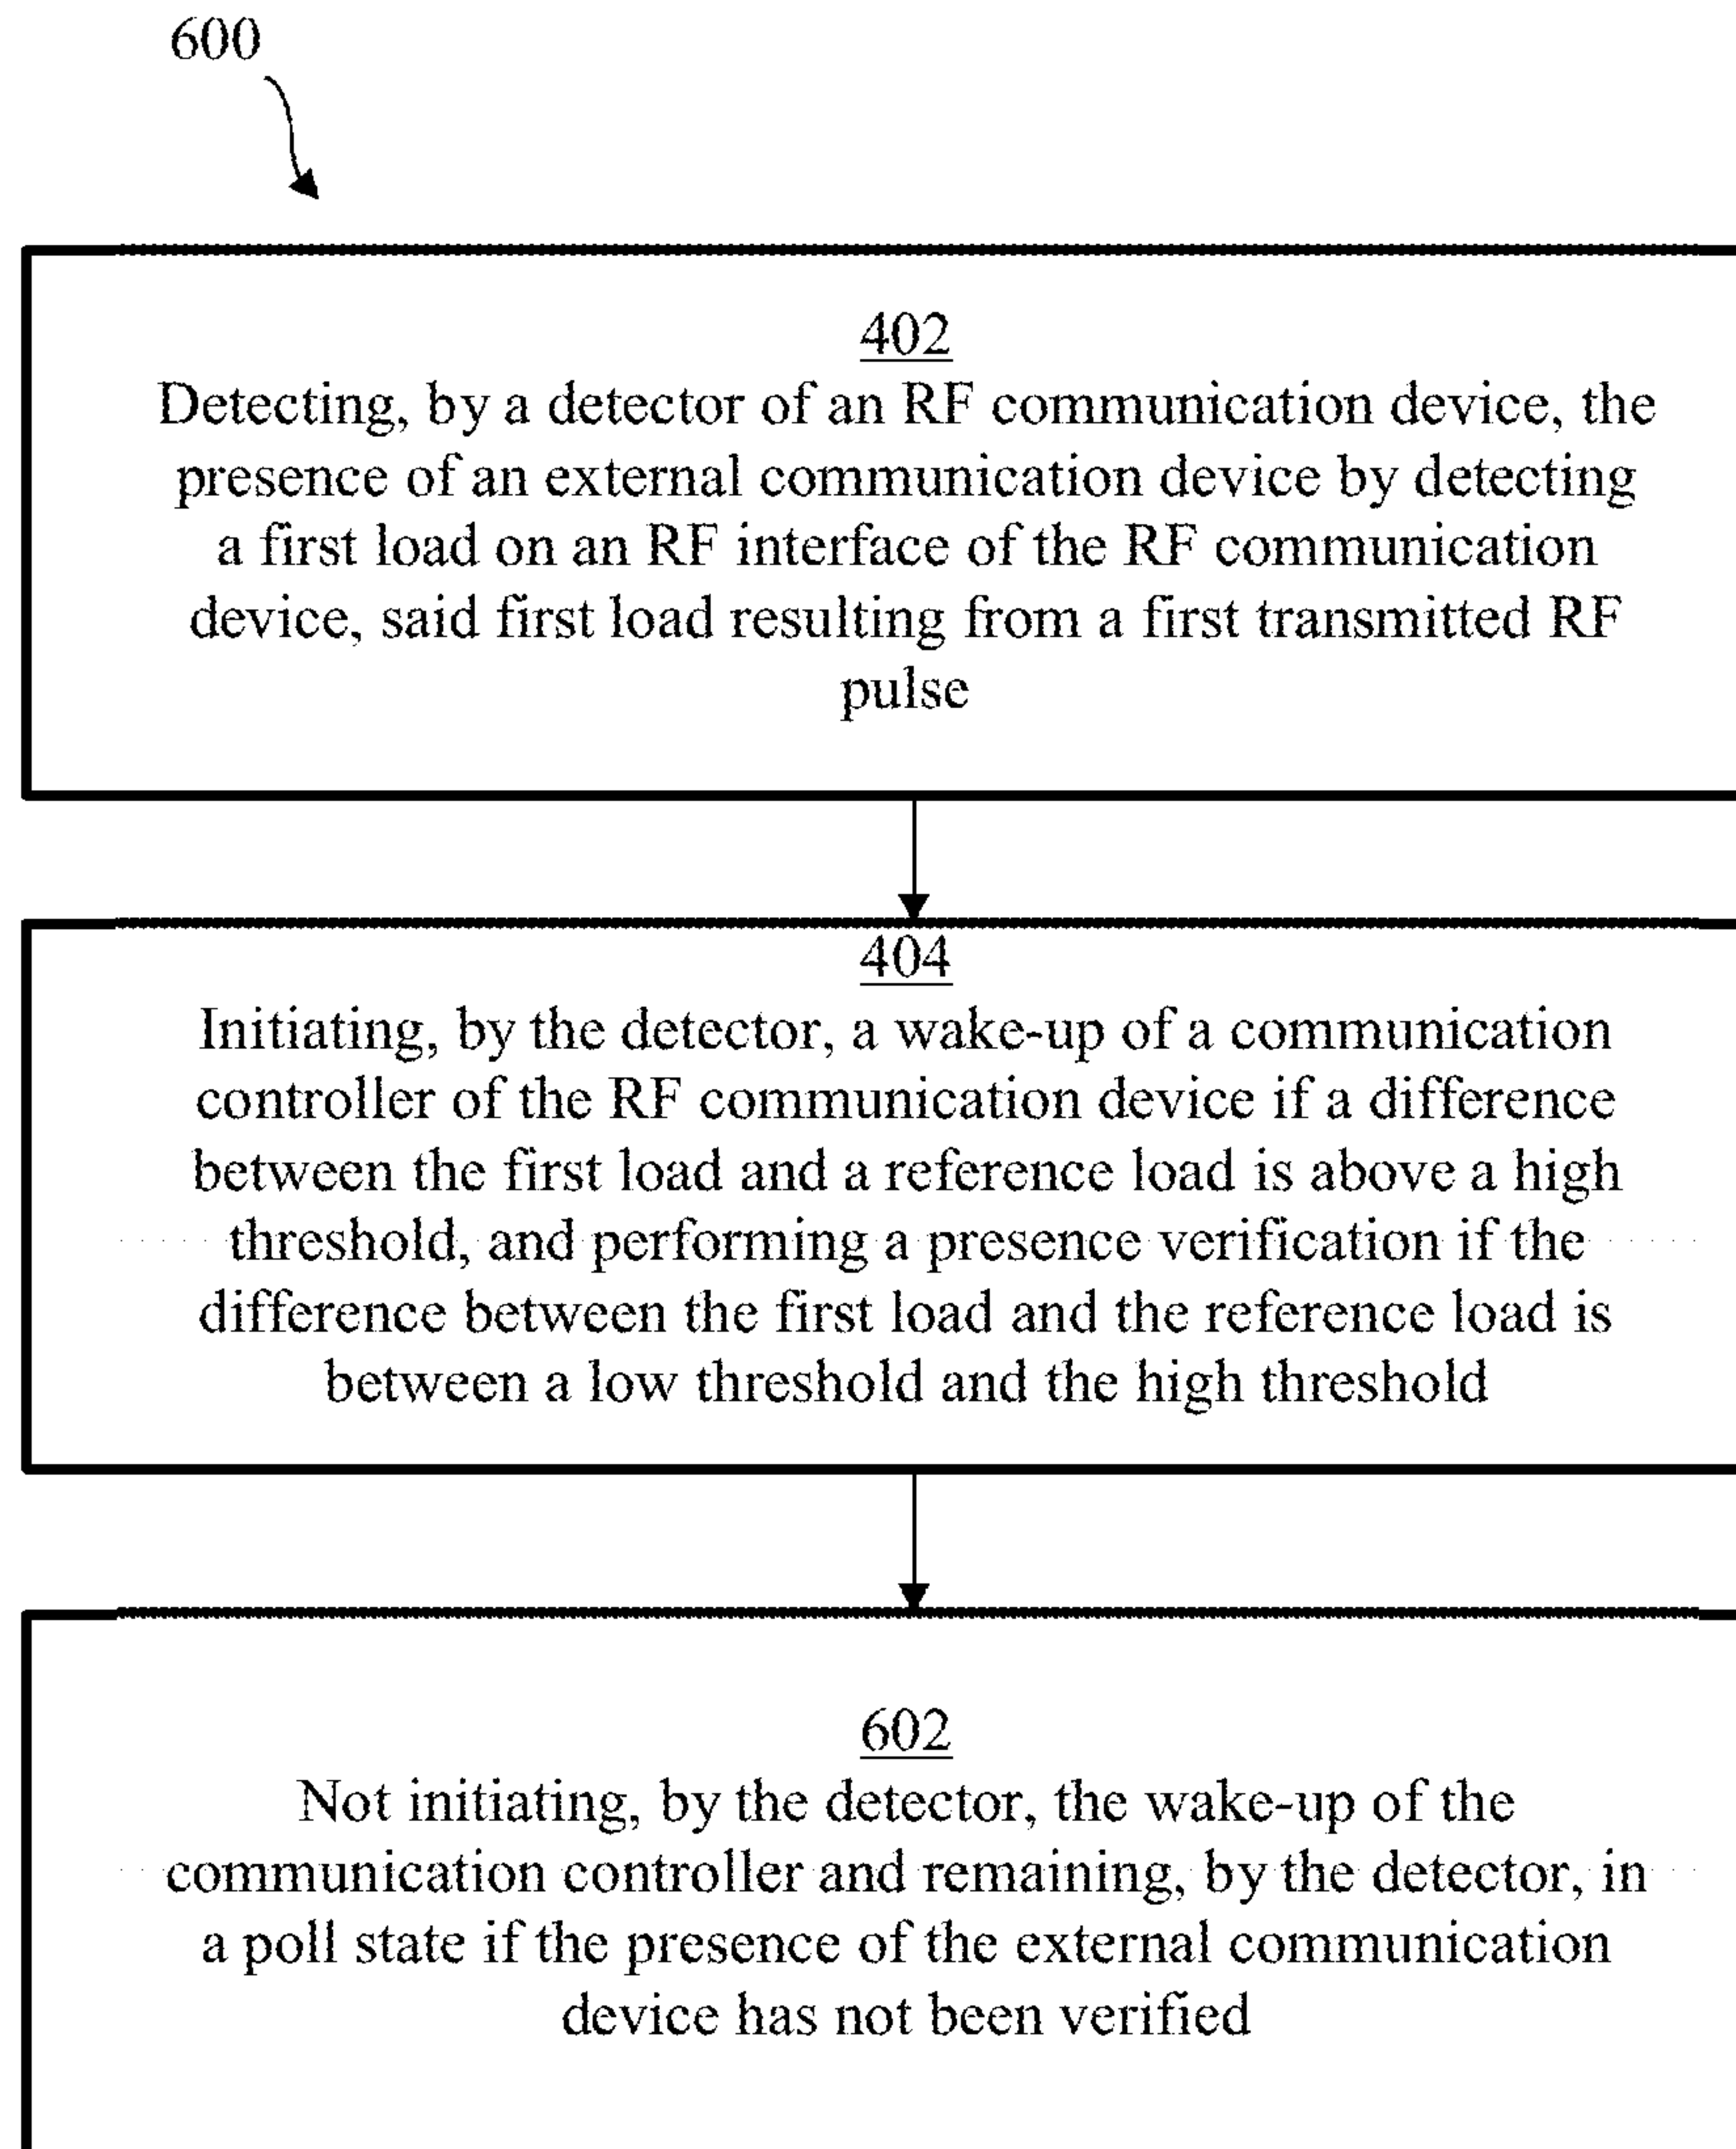 600
402
Detecting, by a detector of an RF communication device, the
presence of an external communication device by detecting
a first load on an RF interface of the RF communication
device, said first load resulting from a first transmitted RF
pulse
404
Initiating, by the detector, a wake-up of a communication
controller of the RF communication device if a difference
between the first load and a reference load is above a high
threshold, and performing a presence verification if the
difference between the first load and the reference load is
between a low threshold and the high threshold
602
Not initiating, by the detector, the wake-up of the
communication controller and remaining, by the detector, in
a poll state if the presence of the external communication
device has not been verified